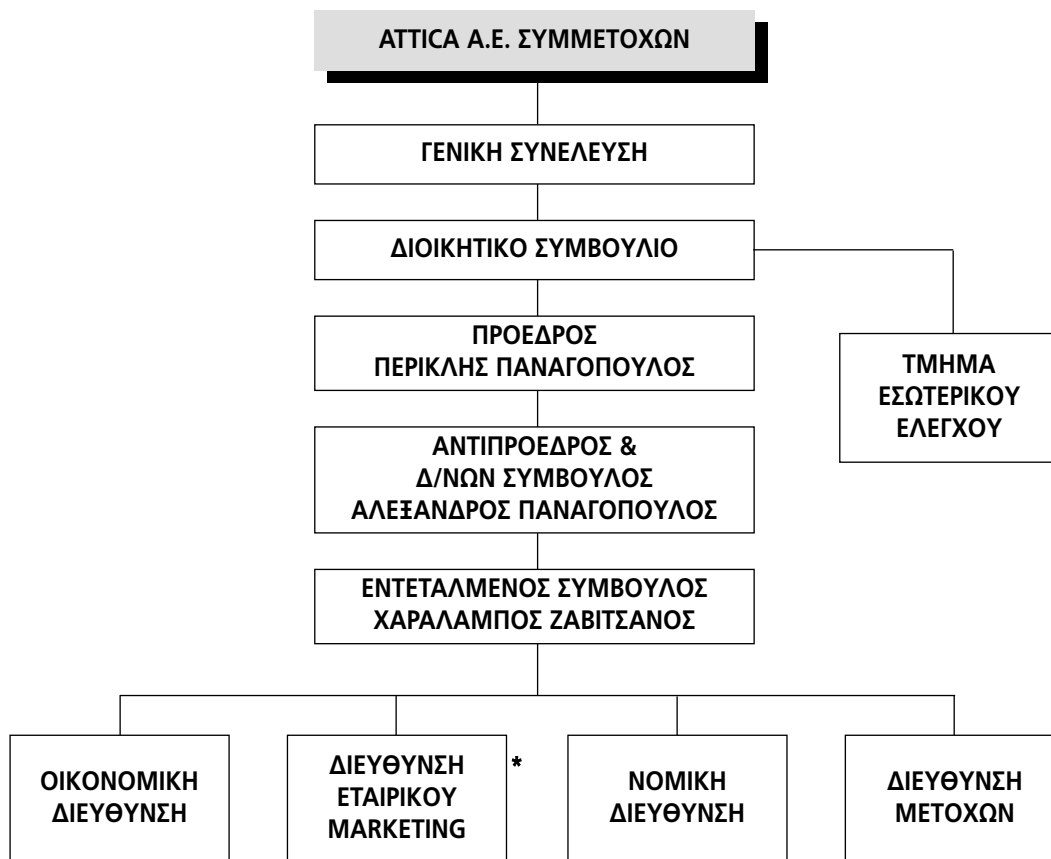 ATTICA Α.Ε. ΣΥΜΜΕΤΟΧΩΝ
ΓΕΝΙΚΗ ΣΥΝΕΛΕΥΣΗ
ΔΙΟΙΚΗΤΙΚΟ ΣΥΜΒΟΥΛΙΟ
ΠΡΟΕΔΡΟΣ
ΠΕΡΙΚΛΗΣ ΠΑΝΑΓΟΠΟΥΛΟΣ
ΤΜΗΜΑ
ΕΣΩΤΕΡΙΚΟΥ
ΕΛΕΓΧΟΥ
ΑΝΤΙΠΡΟΕΔΡΟΣ &
Δ/ΝΩΝ ΣΥΜΒΟΥΛΟΣ
ΑΛΕΞΑΝΔΡΟΣ ΠΑΝΑΓΟΠΟΥΛΟΣ
ΕΝΤΕΤΑΛΜΕΝΟΣ ΣΥΜΒΟΥΛΟΣ
ΧΑΡΑΛΑΜΠΟΣ ΖΑΒΙΤΣΑΝΟΣ
ΟΙΚΟΝΟΜΙΚΗ
ΔΙΕΥΘΥΝΣΗ
ΔΙΕΥΘΥΝΣΗ *
ΕΤΑΙΡΙΚΟΥ
MARKETING
ΝΟΜΙΚΗ
ΔΙΕΥΘΥΝΣΗ
ΔΙΕΥΘΥΝΣΗ
ΜΕΤΟΧΩΝ